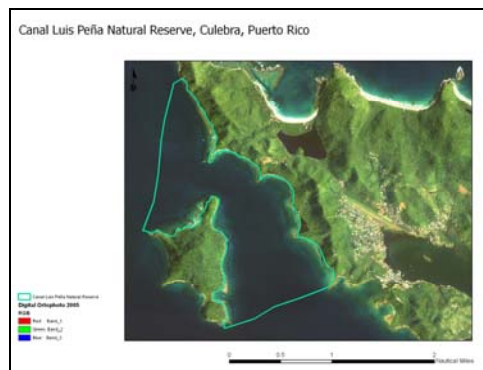 Canal Luis Peña Natural Reserve, Culebra, Puerto Rico
Canal Luis Peña Natural Reserve
Digital Ortophoto 2005
RGB
Red: Band_1
Green: Band_2
Blue: Band_3
0 0.5 1 2
Nautical Miles